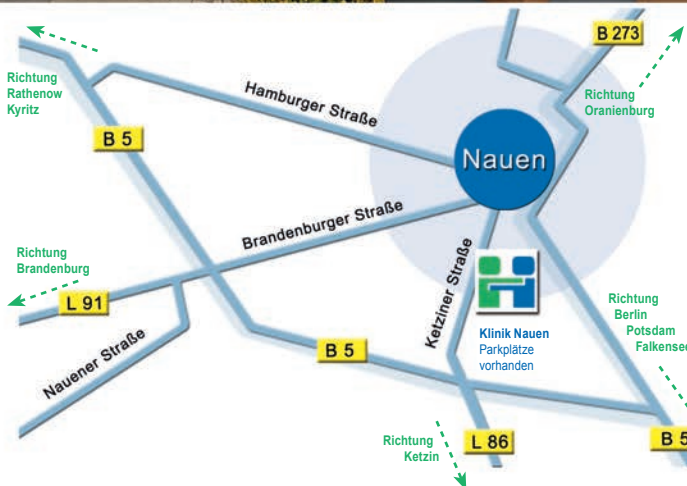 B 273
Richtung
Rathenow
Kyritz
Hamburger Straße
Richtung
Oranienburg
B 5
Nauen
Brandenburger Straße
Richtung
Brandenburg
Ketziner Straße
L 91
Klinik Nauen
Parkplätze
vorhanden
Richtung
Berlin
Potsdam
Falkensee
Nauener Straße
B 5
Richtung
Ketzin
L 86
B 5